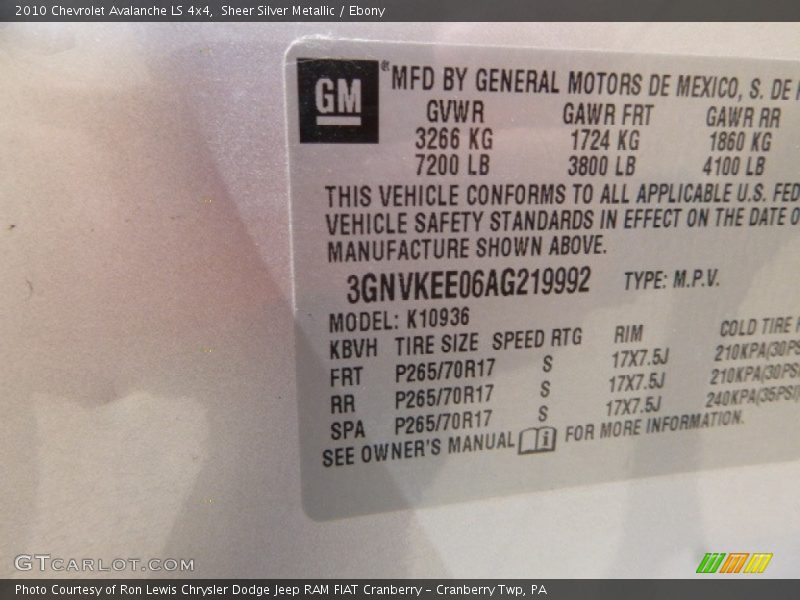 2010 Chevrolet Avalanche LS 4x4, Sheer Silver Metallic / Ebony
GM ® MFD BY GENERAL MOTORS DE MEXICO, S. DE
GVWR GAWR FRT GAWR RR
3266 KG 1724 KG 1860 KG
7200 LB 3800 LB 4100 LB
THIS VEHICLE CONFORMS TO ALL APPLICABLE U.S. FED
VEHICLE SAFETY STANDARDS IN EFFECT ON THE DATE O
MANUFACTURE SHOWN ABOVE.
3GNVKEE06AG219992 TYPE: M.P.V.
MODEL: K10936
KBVH TIRE SIZE SPEED RTG RIM COLD TIRE
FRT P265/70R17 S 17X7.5J 210KPA(30PS
RR P265/70R17 S 17X7.5J 210KPA(30PSI
SPA P265/70R17 S 17X7.5J 240KPA(35PSI)
SEE OWNER'S MANUAL i FOR MORE INFORMATION.
GTCARLOT.COM
Photo Courtesy of Ron Lewis Chrysler Dodge Jeep RAM FIAT Cranberry – Cranberry Twp, PA